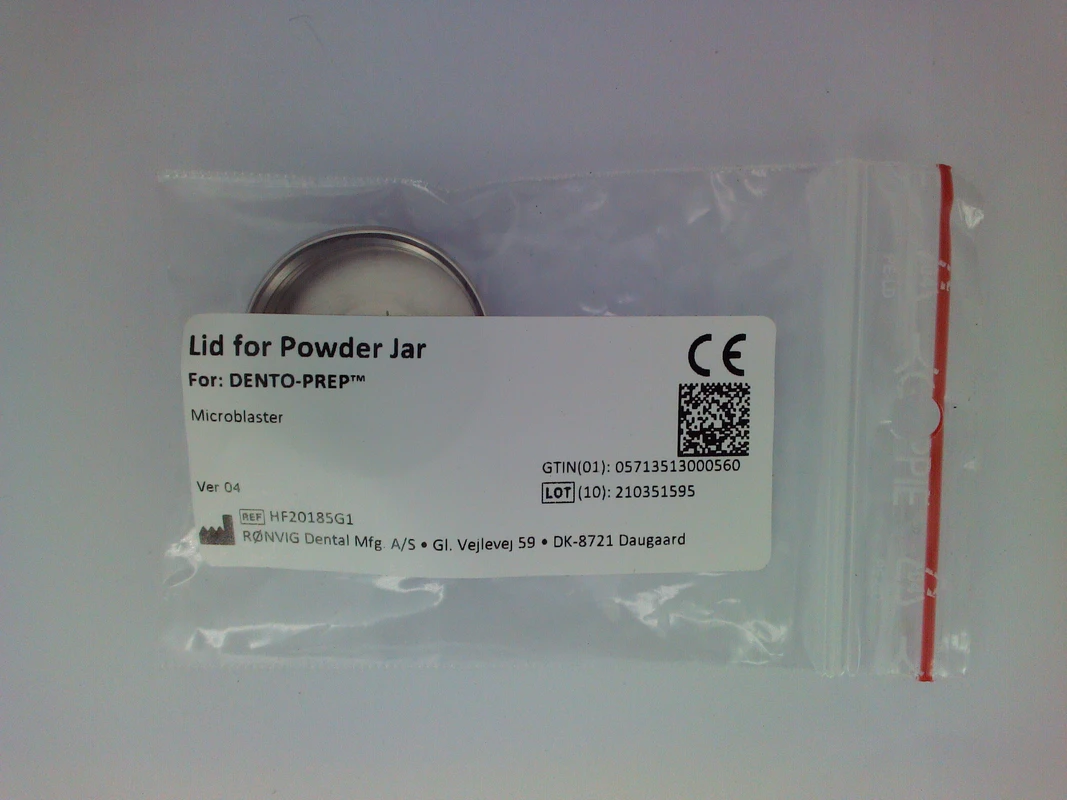 Lid for Powder Jar
For: DENTO-PREP™
Microblaster
CE
GTIN(01): 05713513000560
LOT (10): 210351595
Ver 04
REF HF20185G1
RØNVIG Dental Mfg. A/S • Gl. Vejlevej 59 • DK-8721 Daugaard